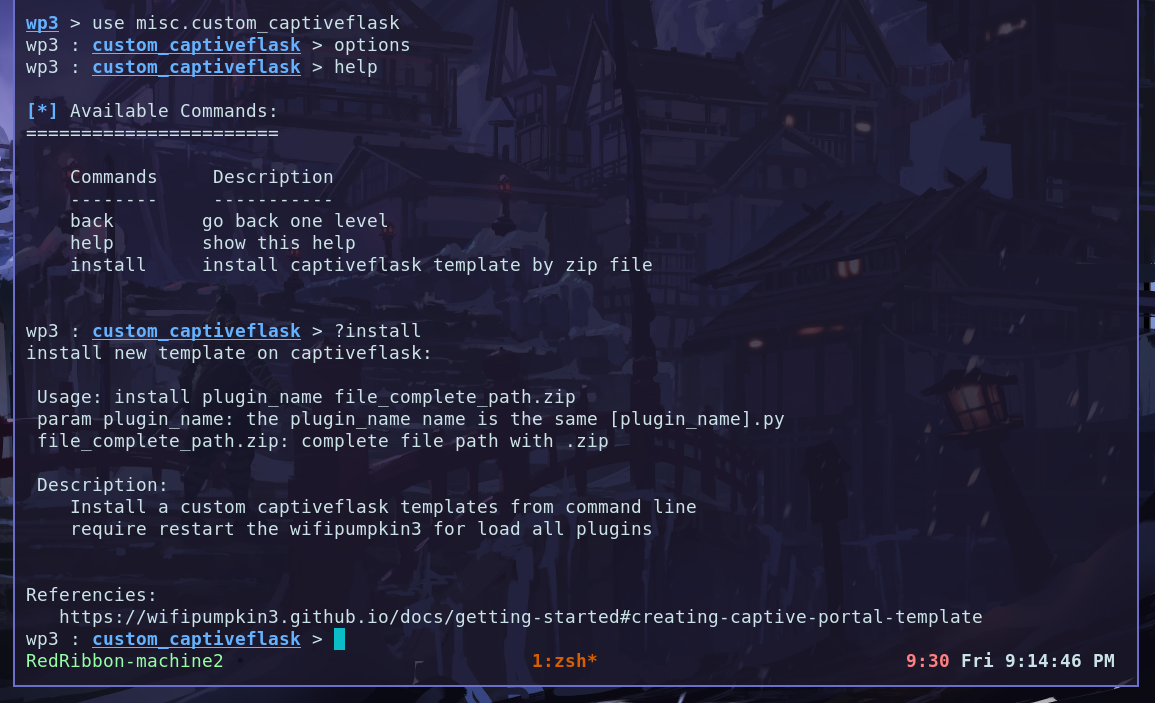 wp3 > use misc.custom_captiveflask
wp3 : custom_captiveflask > options
wp3 : custom_captiveflask > help
[*] Available Commands:
=======================
Commands     Description
--------     -----------
back        go back one level
help        show this help
install     install captiveflask template by zip file
wp3 : custom_captiveflask > ?install
install new template on captiveflask:
Usage: install plugin_name file_complete_path.zip
param plugin_name: the plugin_name name is the same [plugin_name].py
file_complete_path.zip: complete file path with .zip
Description:
Install a custom captiveflask templates from command line
require restart the wifipumpkin3 for load all plugins
Referencies:
https://wifipumpkin3.github.io/docs/getting-started#creating-captive-portal-template
wp3 : custom_captiveflask >
RedRibbon-machine2 1:zsh* 9:30 Fri 9:14:46 PM